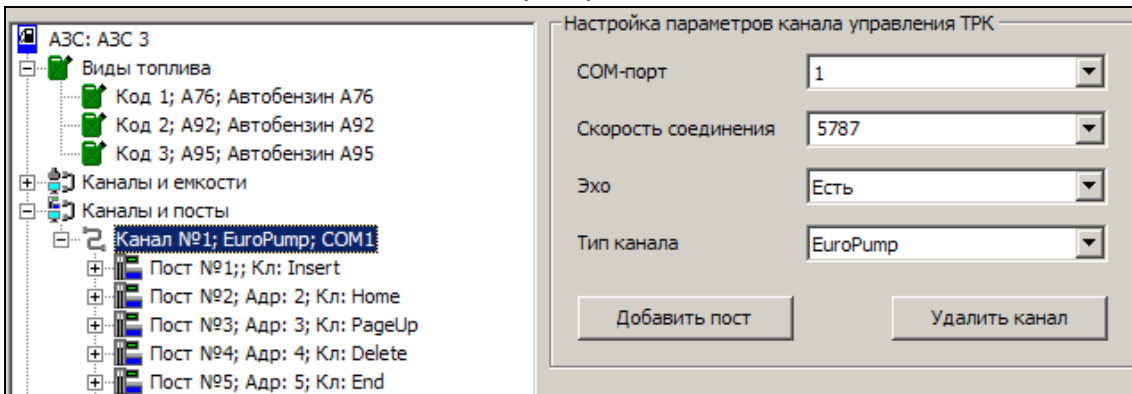 АЗС: АЗС 3
Виды топлива
Код 1; А76; Автобензин А76
Код 2; А92; Автобензин А92
Код 3; А95; Автобензин А95
Каналы и емкости
Каналы и посты
Канал №1; EuroPump; COM1
Пост №1;; Кл: Insert
Пост №2; Адр: 2; Кл: Home
Пост №3; Адр: 3; Кл: PageUp
Пост №4; Адр: 4; Кл: Delete
Пост №5; Адр: 5; Кл: End
Настройка параметров канала управления ТРК
COM-порт 1
Скорость соединения 5787
Эхо Есть
Тип канала EuroPump
Добавить пост Удалить канал